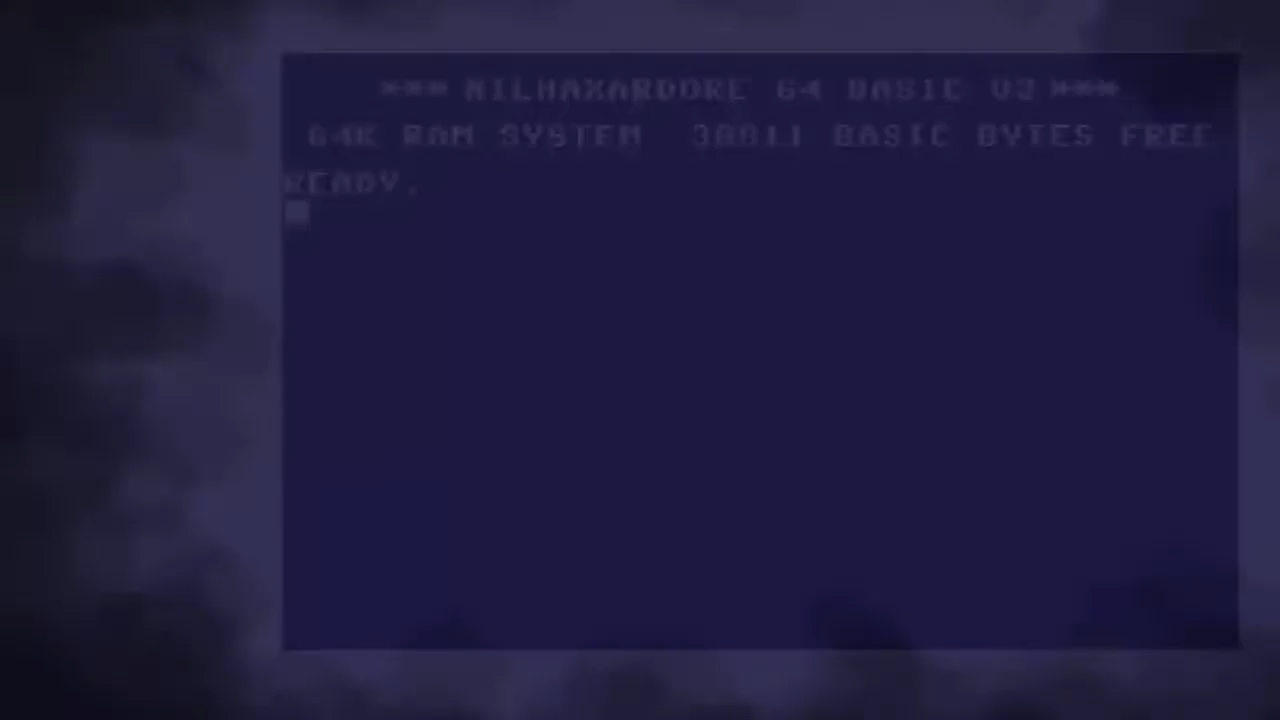 *** NILHAXARDORE 64 BASIC V2 ***
64K RAM SYSTEM 38911 BASIC BYTES FREE
READY.